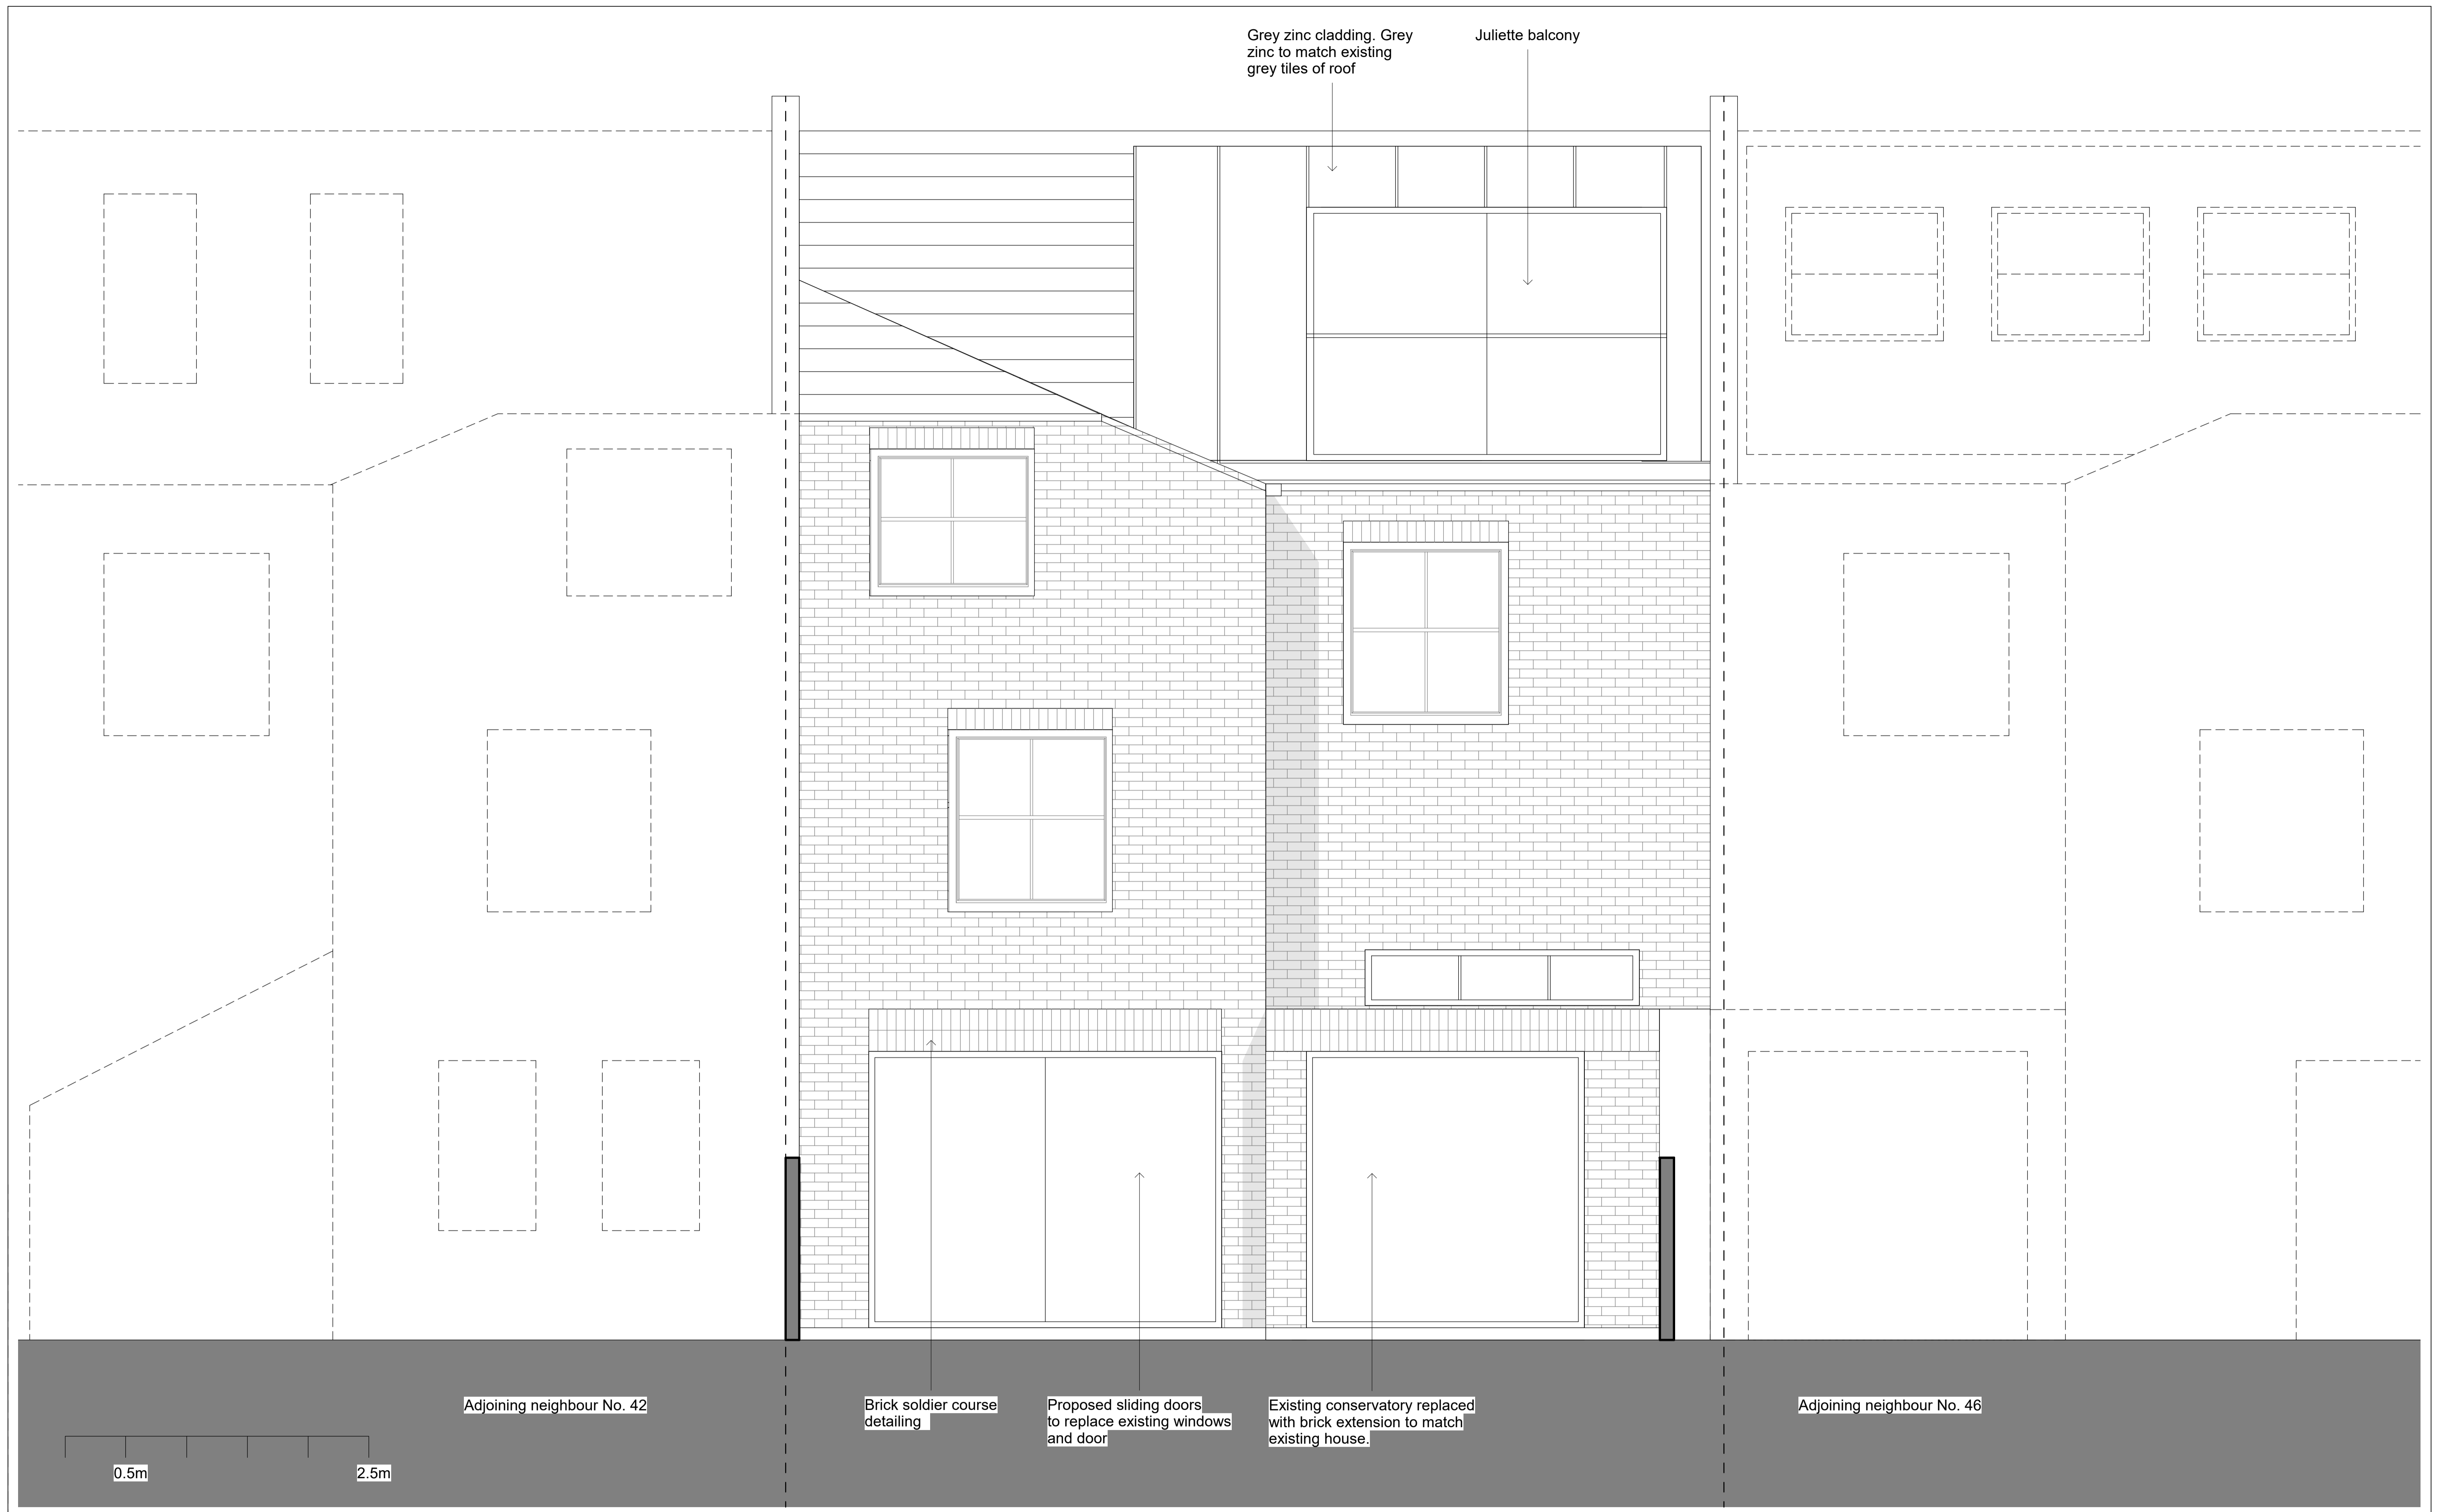 Grey zinc cladding. Grey
zinc to match existing
grey tiles of roof
Juliette balcony
Adjoining neighbour No. 42
Brick soldier course
detailing
Proposed sliding doors
to replace existing windows
and door
Existing conservatory replaced
with brick extension to match
existing house.
Adjoining neighbour No. 46
0.5m
2.5m